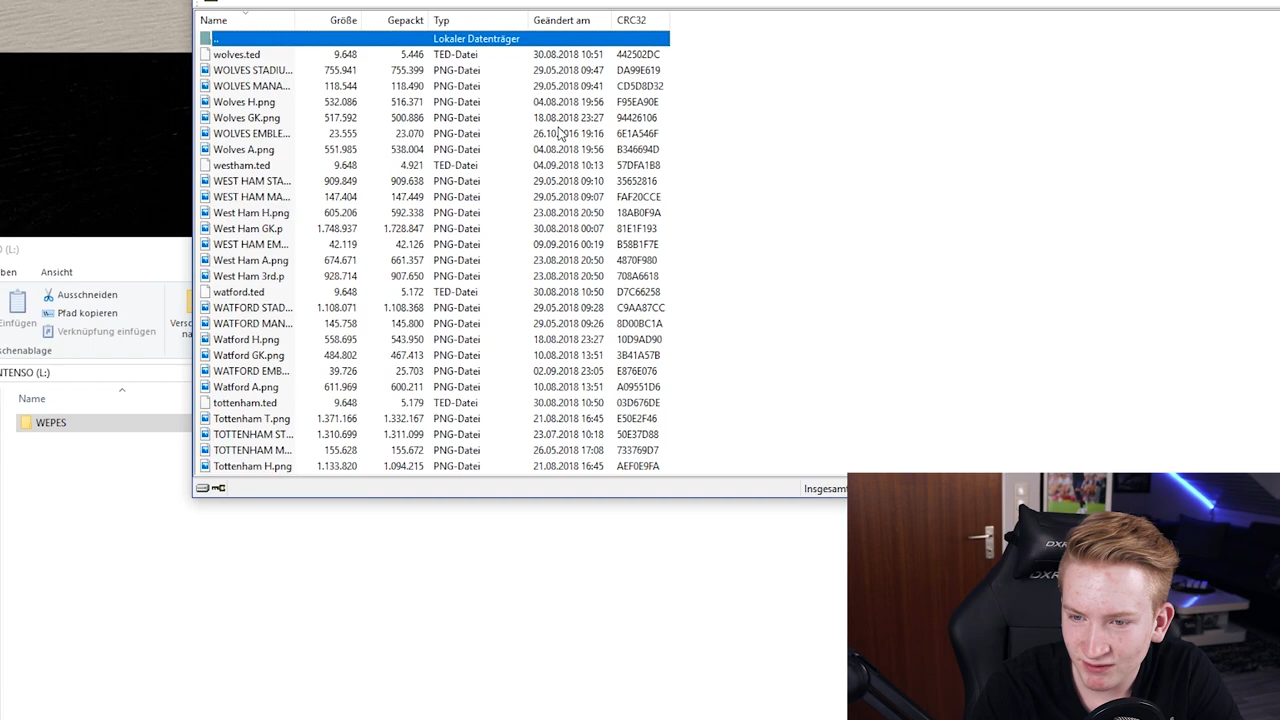 Name Größe Gepackt Typ Geändert am CRC32
.. Lokaler Datenträger
wolves.ted 9.648 5.446 TED-Datei 30.08.2018 10:51 442502DC
WOLVES STADIU... 755.941 755.399 PNG-Datei 29.05.2018 09:47 DA99E619
WOLVES MANA... 118.544 118.490 PNG-Datei 29.05.2018 09:41 CD5D8D32
Wolves H.png 532.086 516.371 PNG-Datei 04.08.2018 19:56 F95EA90E
Wolves GK.png 517.592 500.886 PNG-Datei 18.08.2018 23:27 94426106
WOLVES EMBLE... 23.555 23.070 PNG-Datei 26.10.2016 19:16 6E1A546F
Wolves A.png 551.985 538.004 PNG-Datei 04.08.2018 19:56 B346694D
westham.ted 9.648 4.921 TED-Datei 04.09.2018 10:13 57DFA1B8
WEST HAM STA... 909.849 909.638 PNG-Datei 29.05.2018 09:10 35652816
WEST HAM MA... 147.404 147.449 PNG-Datei 29.05.2018 09:07 FAF20CCE
West Ham H.png 605.206 592.338 PNG-Datei 23.08.2018 20:50 18AB0F9A
West Ham GK.p 1.748.937 1.728.847 PNG-Datei 30.08.2018 00:07 81E1F193
WEST HAM EM... 42.119 42.126 PNG-Datei 09.09.2016 00:19 B58B1F7E
West Ham A.png 674.671 661.357 PNG-Datei 23.08.2018 20:50 4870F980
West Ham 3rd.p 928.714 907.650 PNG-Datei 23.08.2018 20:50 708A6618
watford.ted 9.648 5.172 TED-Datei 30.08.2018 10:50 D7C66258
WATFORD STAD... 1.108.071 1.108.368 PNG-Datei 29.05.2018 09:28 C9AA87CC
WATFORD MAN... 145.758 145.800 PNG-Datei 29.05.2018 09:26 8D00BC1A
Watford H.png 558.695 543.950 PNG-Datei 18.08.2018 23:27 10D9AD90
Watford GK.png 484.802 467.413 PNG-Datei 10.08.2018 13:51 3B41A57B
WATFORD EMB... 39.726 25.703 PNG-Datei 02.09.2018 23:05 E876E076
Watford A.png 611.969 600.211 PNG-Datei 10.08.2018 13:51 A09551D6
tottenham.ted 9.648 5.179 TED-Datei 30.08.2018 10:50 03D676DE
Tottenham T.png 1.371.166 1.332.167 PNG-Datei 21.08.2018 16:45 E50E2F46
TOTTENHAM ST... 1.310.699 1.311.099 PNG-Datei 23.07.2018 10:18 50E37D88
TOTTENHAM M... 155.628 155.672 PNG-Datei 26.05.2018 17:08 733769D7
Tottenham H.png 1.133.820 1.094.215 PNG-Datei 21.08.2018 16:45 AEF0E9FA
Insgesamt
O (L:)
ben Ansicht
Ausschneiden
Pfad kopieren
Verknüpfung einfügen
Einfügen
Versc
na
schenablage
NTENSO (L:)
Name
WEPES
DXR
DXR